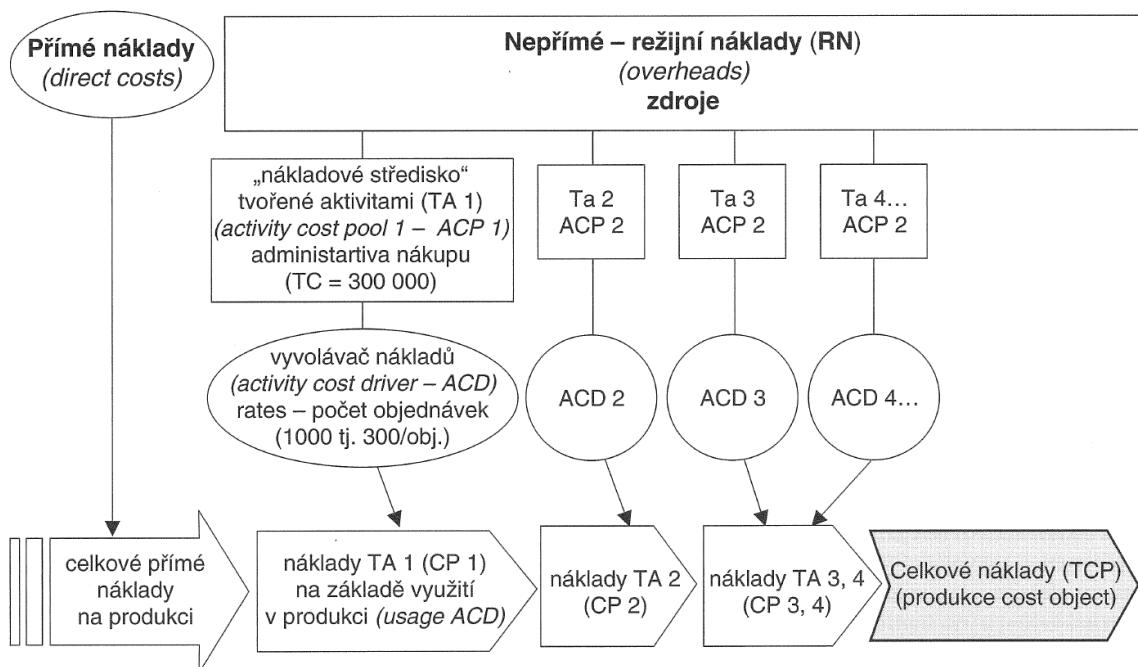 Přímé náklady
(direct costs)
Nepřímé – režijní náklady (RN)
(overheads)
zdroje
„nákladové středisko“
tvořené aktivitami (TA 1)
(activity cost pool 1 – ACP 1)
administartiva nákupu
(TC = 300 000)
Ta 2
ACP 2
Ta 3
ACP 2
Ta 4...
ACP 2
vyvolávač nákladů
(activity cost driver – ACD)
rates – počet objednávek
(1000 tj. 300/obj.)
ACD 2
ACD 3
ACD 4...
celkové přímé
náklady
na produkci
náklady TA 1 (CP 1)
na základě využití
v produkci (usage ACD)
náklady TA 2
(CP 2)
náklady TA 3, 4
(CP 3, 4)
Celkové náklady (TCP)
(produkce cost object)